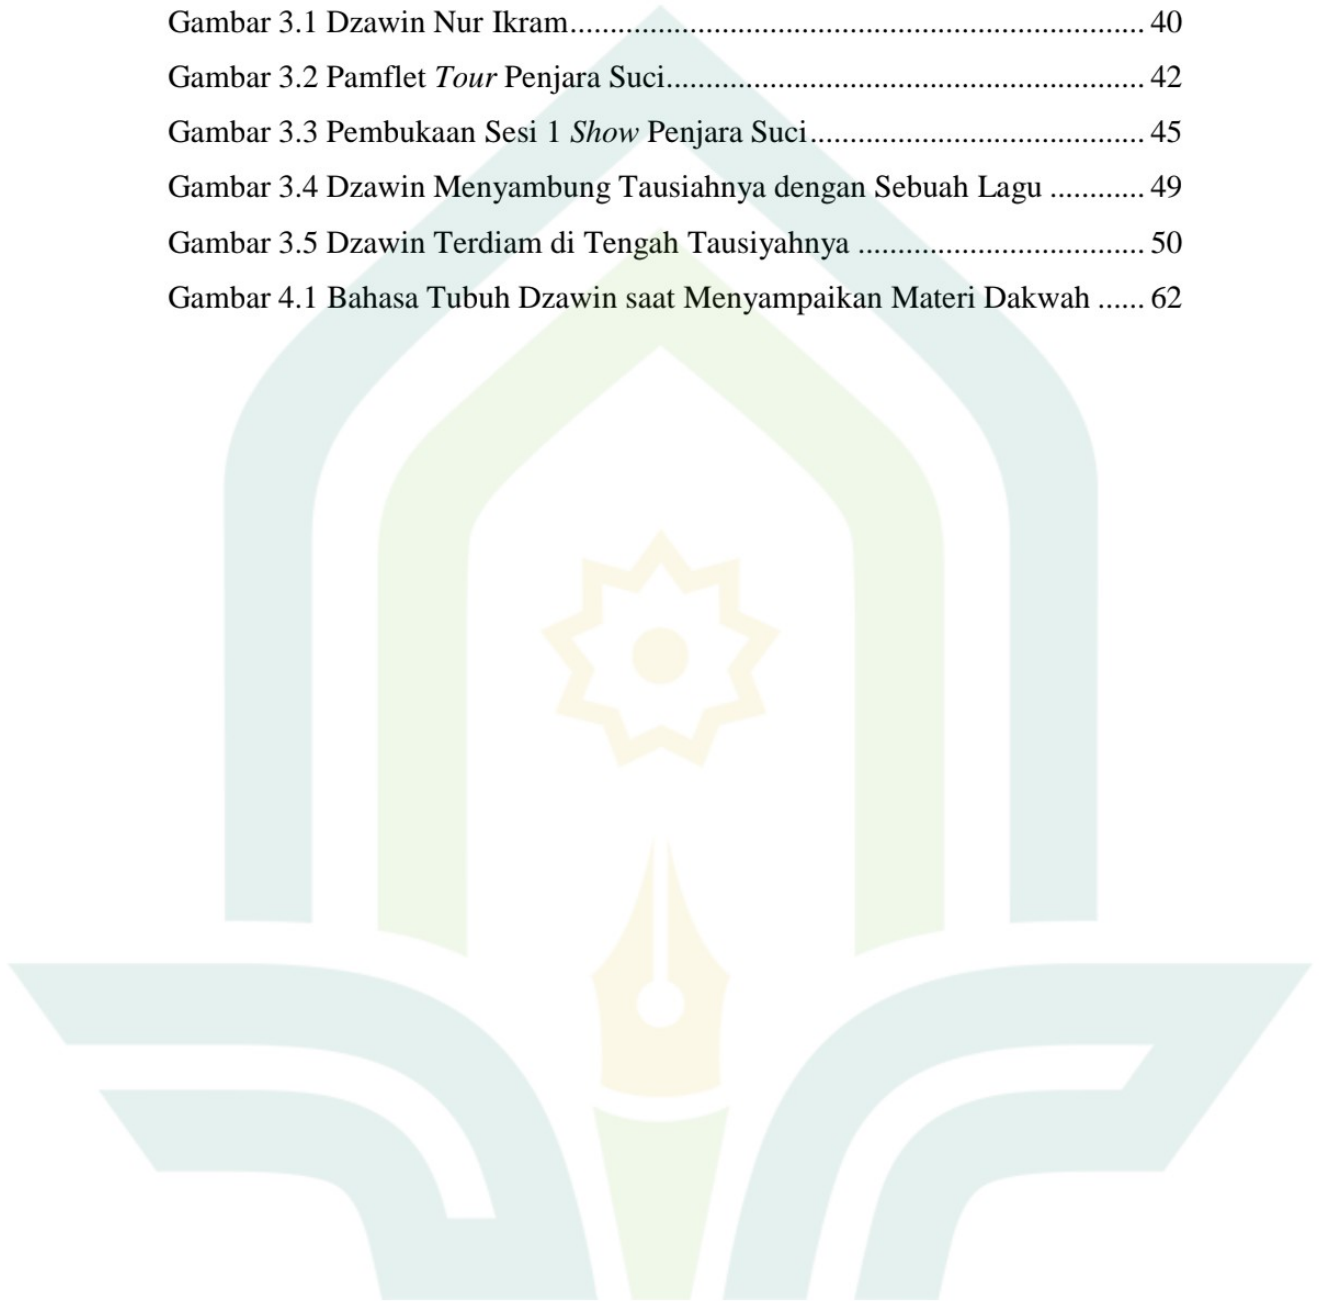 Gambar 3.1 Dzawin Nur Ikram........................................................................ 40
Gambar 3.2 Pamflet Tour Penjara Suci............................................................ 42
Gambar 3.3 Pembukaan Sesi 1 Show Penjara Suci.......................................... 45
Gambar 3.4 Dzawin Menyambung Tausiahnya dengan Sebuah Lagu ............ 49
Gambar 3.5 Dzawin Terdiam di Tengah Tausiyahnya .................................... 50
Gambar 4.1 Bahasa Tubuh Dzawin saat Menyampaikan Materi Dakwah ...... 62